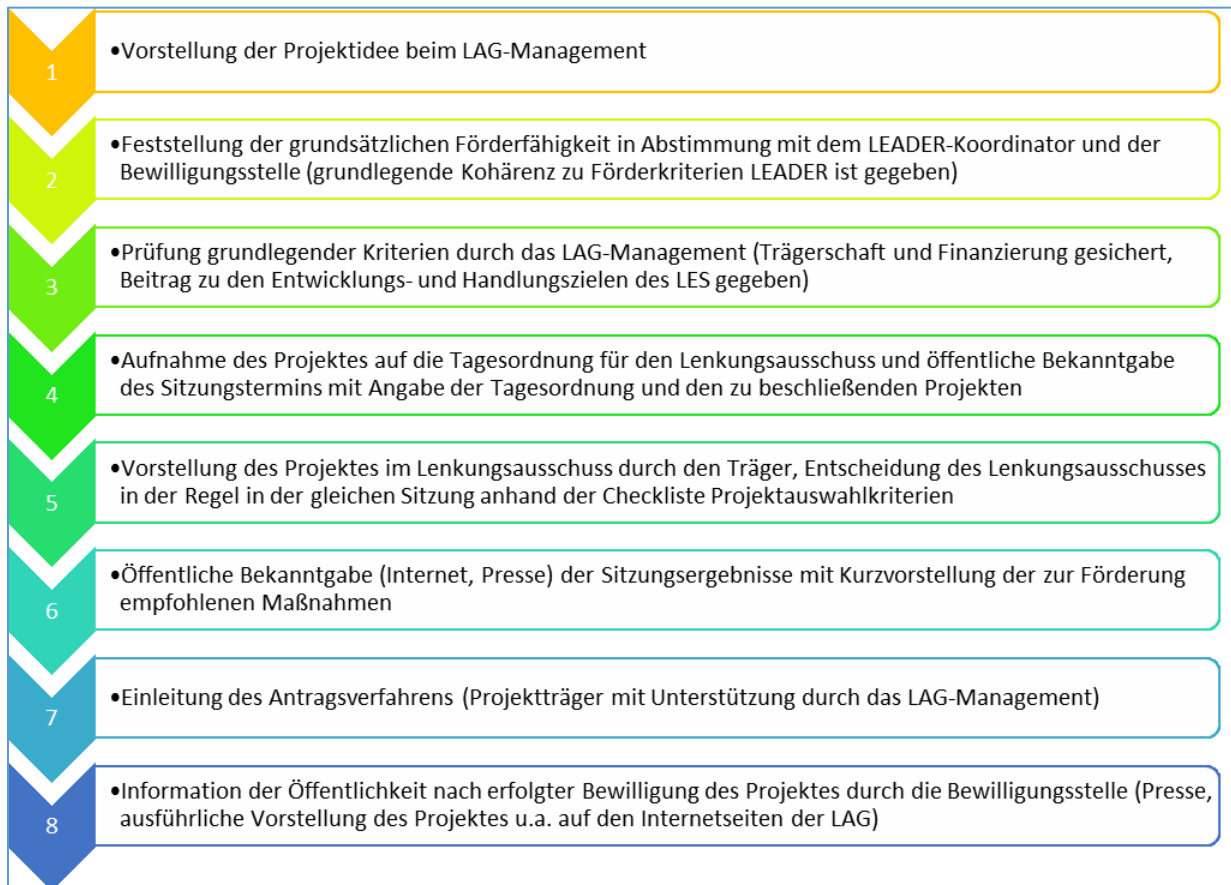 1
•Vorstellung der Projektidee beim LAG-Management
2
•Feststellung der grundsätzlichen Förderfähigkeit in Abstimmung mit dem LEADER-Koordinator und der
Bewilligungsstelle (grundlegende Kohärenz zu Förderkriterien LEADER ist gegeben)
3
•Prüfung grundlegender Kriterien durch das LAG-Management (Trägerschaft und Finanzierung gesichert,
Beitrag zu den Entwicklungs- und Handlungszielen des LES gegeben)
4
•Aufnahme des Projektes auf die Tagesordnung für den Lenkungsausschuss und öffentliche Bekanntgabe
des Sitzungstermins mit Angabe der Tagesordnung und den zu beschließenden Projekten
5
•Vorstellung des Projektes im Lenkungsausschuss durch den Träger, Entscheidung des Lenkungsausschusses
in der Regel in der gleichen Sitzung anhand der Checkliste Projektauswahlkriterien
6
•Öffentliche Bekanntgabe (Internet, Presse) der Sitzungsergebnisse mit Kurzvorstellung der zur Förderung
empfohlenen Maßnahmen
7
•Einleitung des Antragsverfahrens (Projektträger mit Unterstützung durch das LAG-Management)
8
•Information der Öffentlichkeit nach erfolgter Bewilligung des Projektes durch die Bewilligungsstelle (Presse,
ausführliche Vorstellung des Projektes u.a. auf den Internetseiten der LAG)